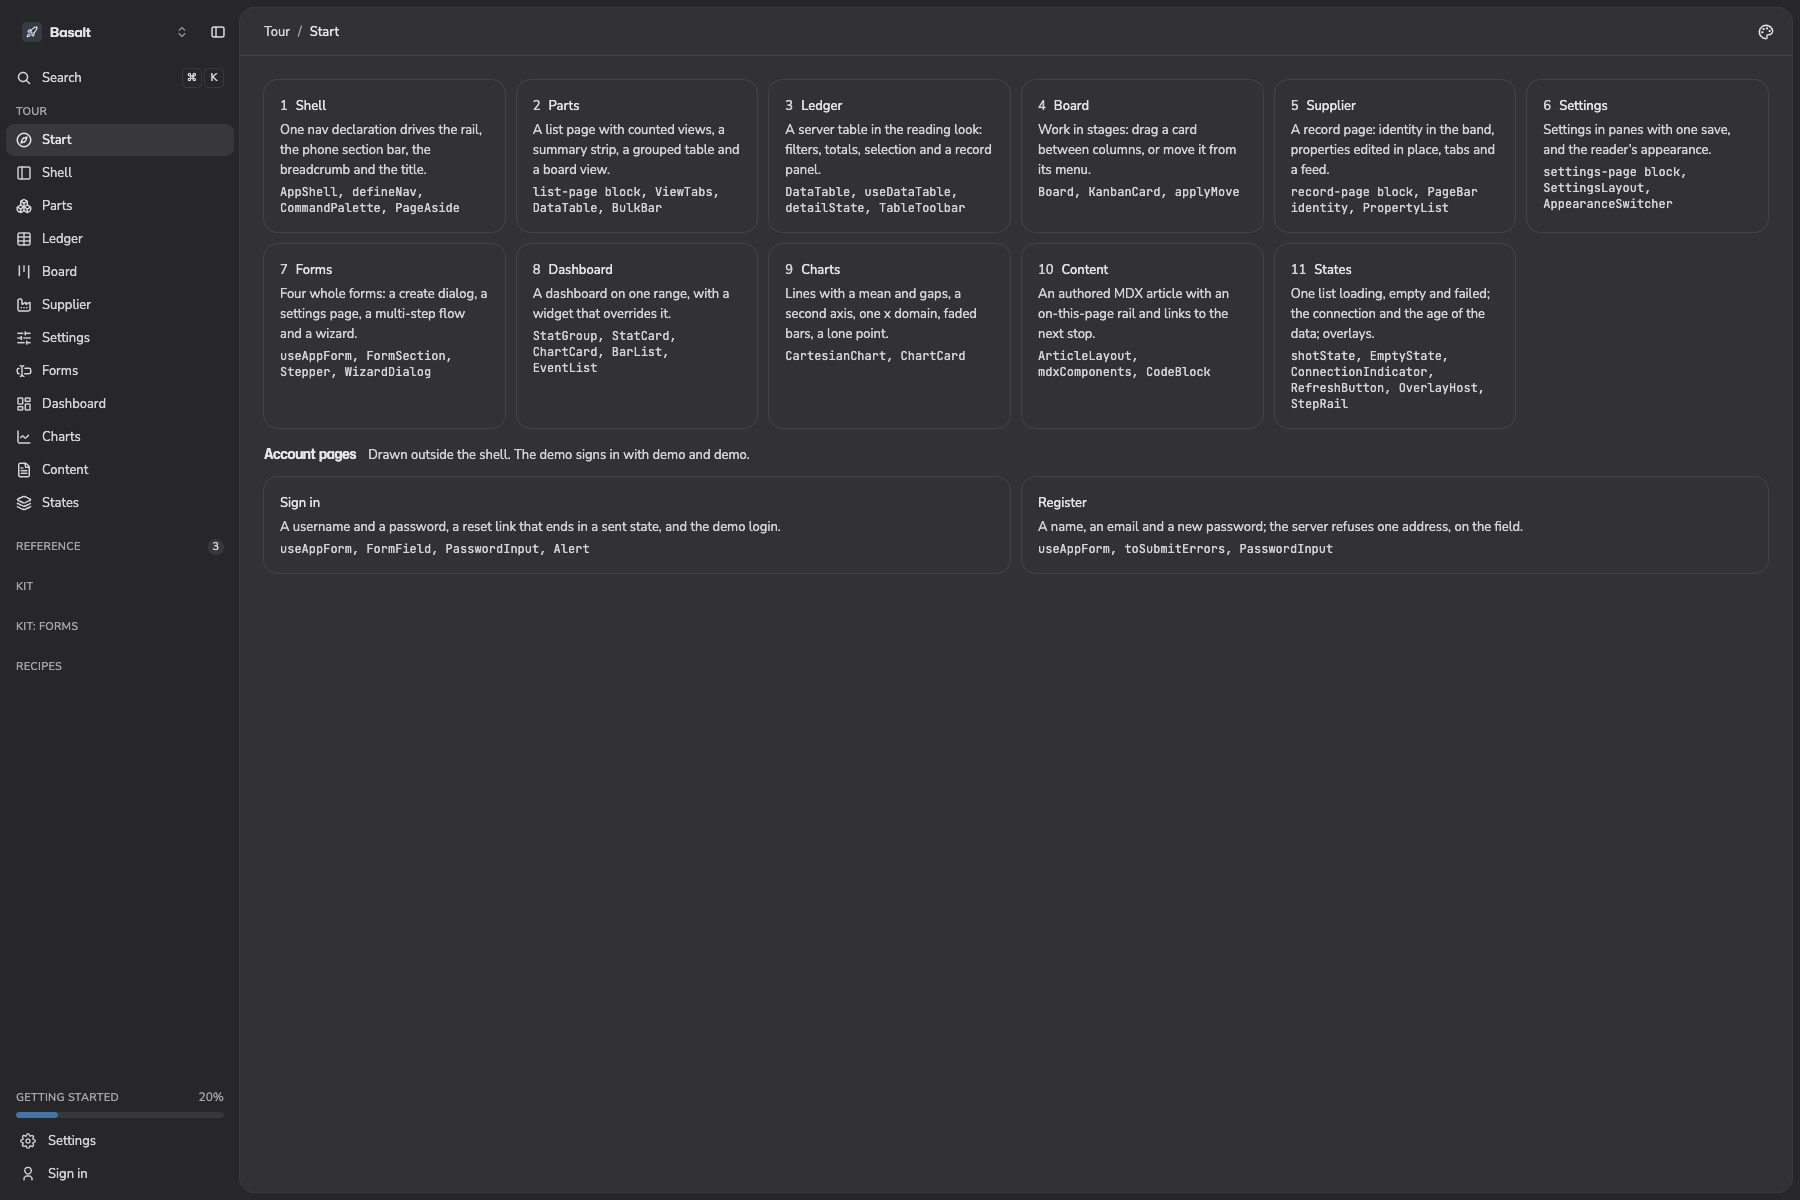 Basalt
Search ⌘ K
TOUR
Start
Shell
Parts
Ledger
Board
Supplier
Settings
Forms
Dashboard
Charts
Content
States
REFERENCE 3
KIT
KIT: FORMS
RECIPES
GETTING STARTED 20%
Settings
Sign in
Tour / Start
1 Shell
One nav declaration drives the rail,
the phone section bar, the
breadcrumb and the title.
AppShell, defineNav,
CommandPalette, PageAside
2 Parts
A list page with counted views, a
summary strip, a grouped table and
a board view.
list-page block, ViewTabs,
DataTable, BulkBar
3 Ledger
A server table in the reading look:
filters, totals, selection and a record
panel.
DataTable, useDataTable,
detailState, TableToolbar
4 Board
Work in stages: drag a card
between columns, or move it from
its menu.
Board, KanbanCard, applyMove
5 Supplier
A record page: identity in the band,
properties edited in place, tabs and
a feed.
record-page block, PageBar
identity, PropertyList
6 Settings
Settings in panes with one save,
and the reader’s appearance.
settings-page block,
SettingsLayout,
AppearanceSwitcher
7 Forms
Four whole forms: a create dialog, a
settings page, a multi-step flow
and a wizard.
useAppForm, FormSection,
Stepper, WizardDialog
8 Dashboard
A dashboard on one range, with a
widget that overrides it.
StatGroup, StatCard,
ChartCard, BarList,
EventList
9 Charts
Lines with a mean and gaps, a
second axis, one x domain, faded
bars, a lone point.
CartesianChart, ChartCard
10 Content
An authored MDX article with an
on-this-page rail and links to the
next stop.
ArticleLayout,
mdxComponents, CodeBlock
11 States
One list loading, empty and failed;
the connection and the age of the
data; overlays.
shotState, EmptyState,
ConnectionIndicator,
RefreshButton, OverlayHost,
StepRail
Account pages Drawn outside the shell. The demo signs in with demo and demo.
Sign in
A username and a password, a reset link that ends in a sent state, and the demo login.
useAppForm, FormField, PasswordInput, Alert
Register
A name, an email and a new password; the server refuses one address, on the field.
useAppForm, toSubmitErrors, PasswordInput